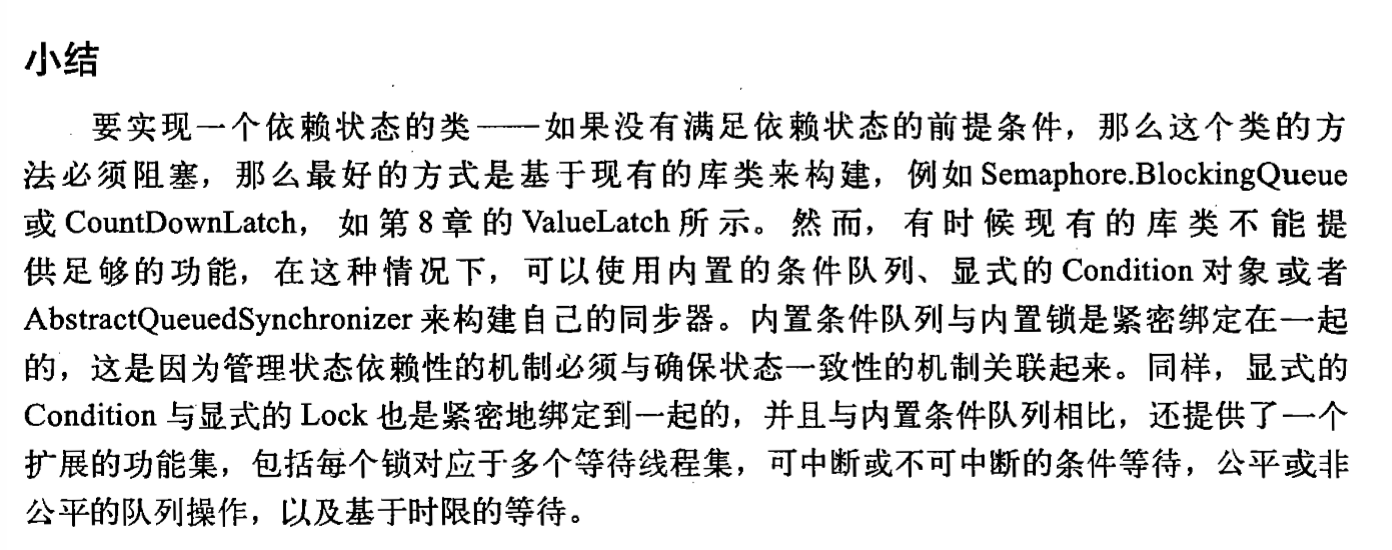 小结
要实现一个依赖状态的类——如果没有满足依赖状态的前提条件，那么这个类的方
法必须阻塞，那么最好的方式是基于现有的库类来构建，例如 Semaphore.BlockingQueue
或 CountDownLatch，如第 8 章的 ValueLatch 所示。然而，有时候现有的库类不能提
供足够的功能，在这种情况下，可以使用内置的条件队列、显式的 Condition 对象或者
AbstractQueuedSynchronizer 来构建自己的同步器。内置条件队列与内置锁是紧密绑定在一起
的，这是因为管理状态依赖性的机制必须与确保状态一致性的机制关联起来。同样，显式的
Condition 与显式的 Lock 也是紧密地绑定到一起的，并且与内置条件队列相比，还提供了一个
扩展的功能集，包括每个锁对应于多个等待线程集，可中断或不可中断的条件等待，公平或非
公平的队列操作，以及基于时限的等待。